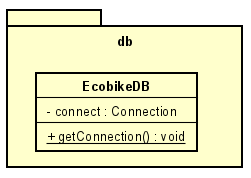 db
EcobikeDB
- connect : Connection
+ getConnection() : void